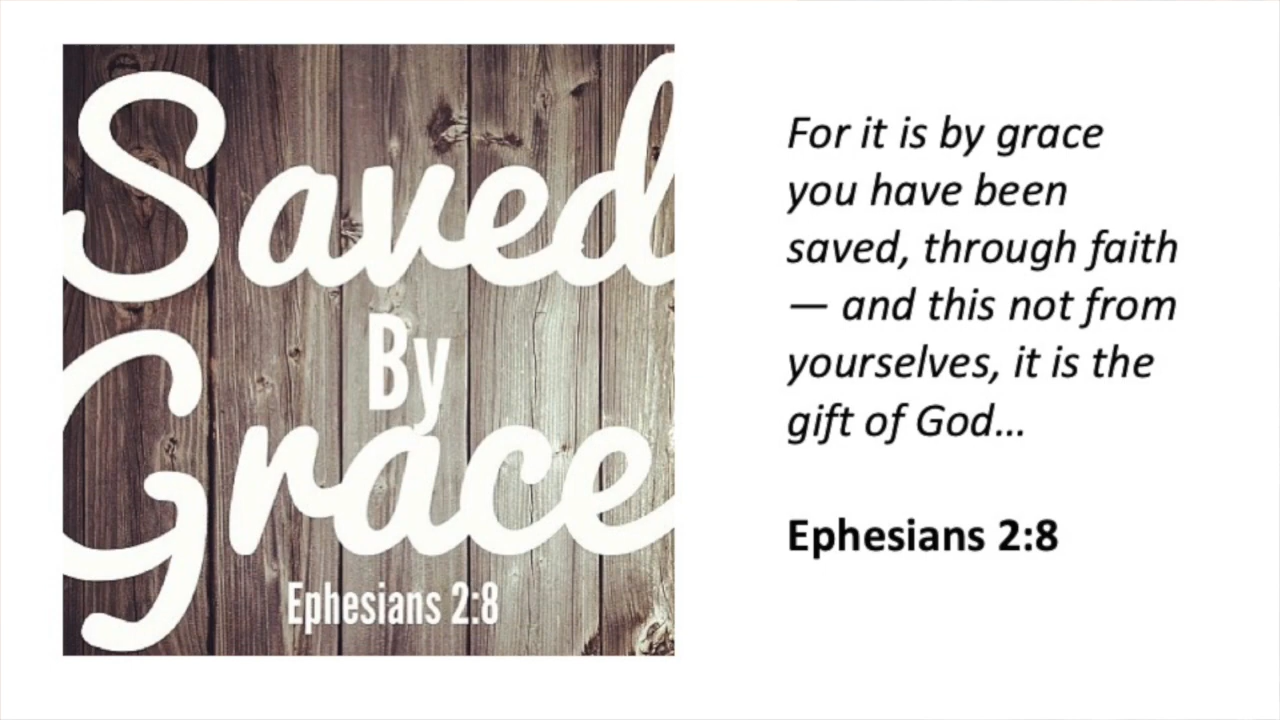 Saved
By
Grace
Ephesians 2:8
For it is by grace
you have been
saved, through faith
— and this not from
yourselves, it is the
gift of God...
Ephesians 2:8